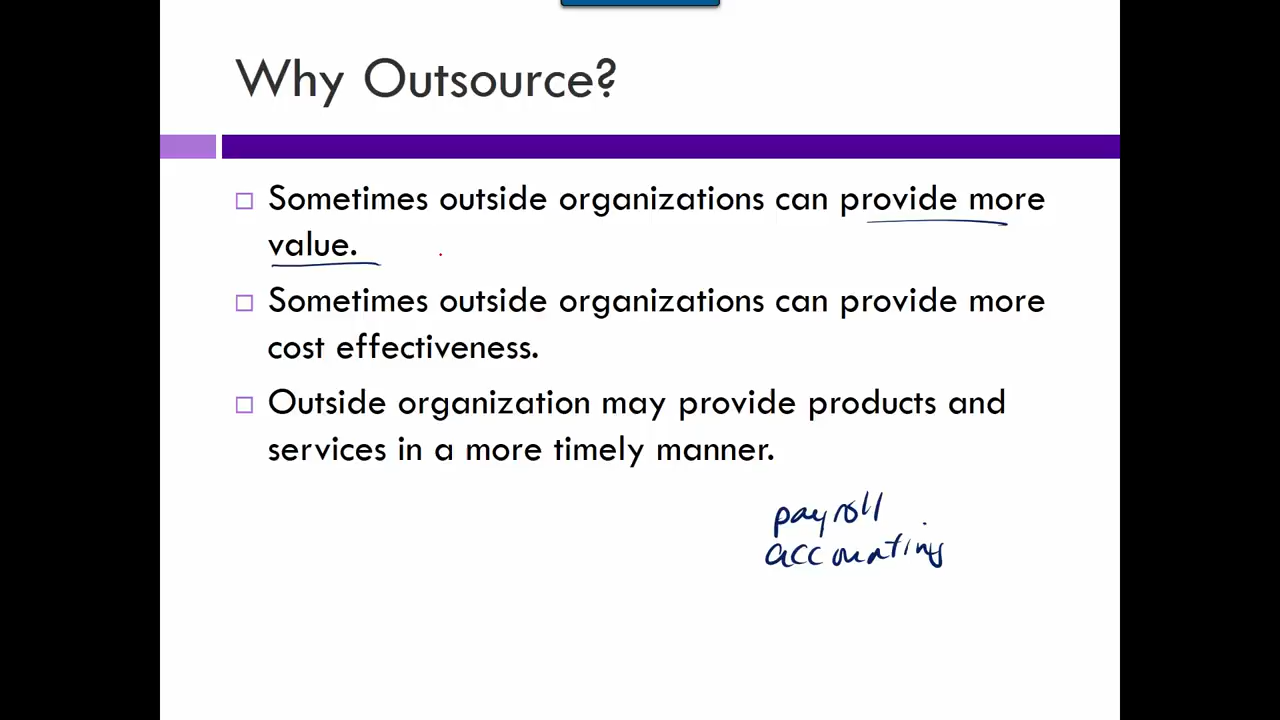 Why Outsource?
Sometimes outside organizations can provide more
value.
Sometimes outside organizations can provide more
cost effectiveness.
Outside organization may provide products and
services in a more timely manner.
payroll
accounting